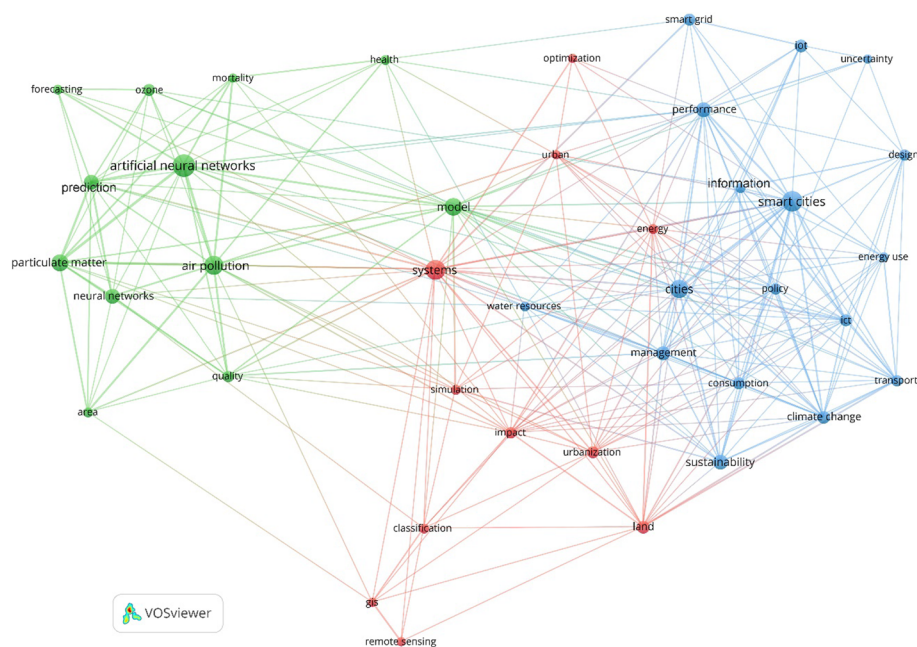 smart grid
iot
health
optimization
uncertainty
mortality
forecasting
ozone
performance
urban
design
artificial neural networks
prediction
information
smart cities
model
energy
energy use
particulate matter
air pollution
systems
neural networks
cities
policy
water resources
ict
management
quality
consumption
transport
simulation
area
climate change
impact
urbanization
sustainability
classification
land
gis
VOSviewer
remote sensing